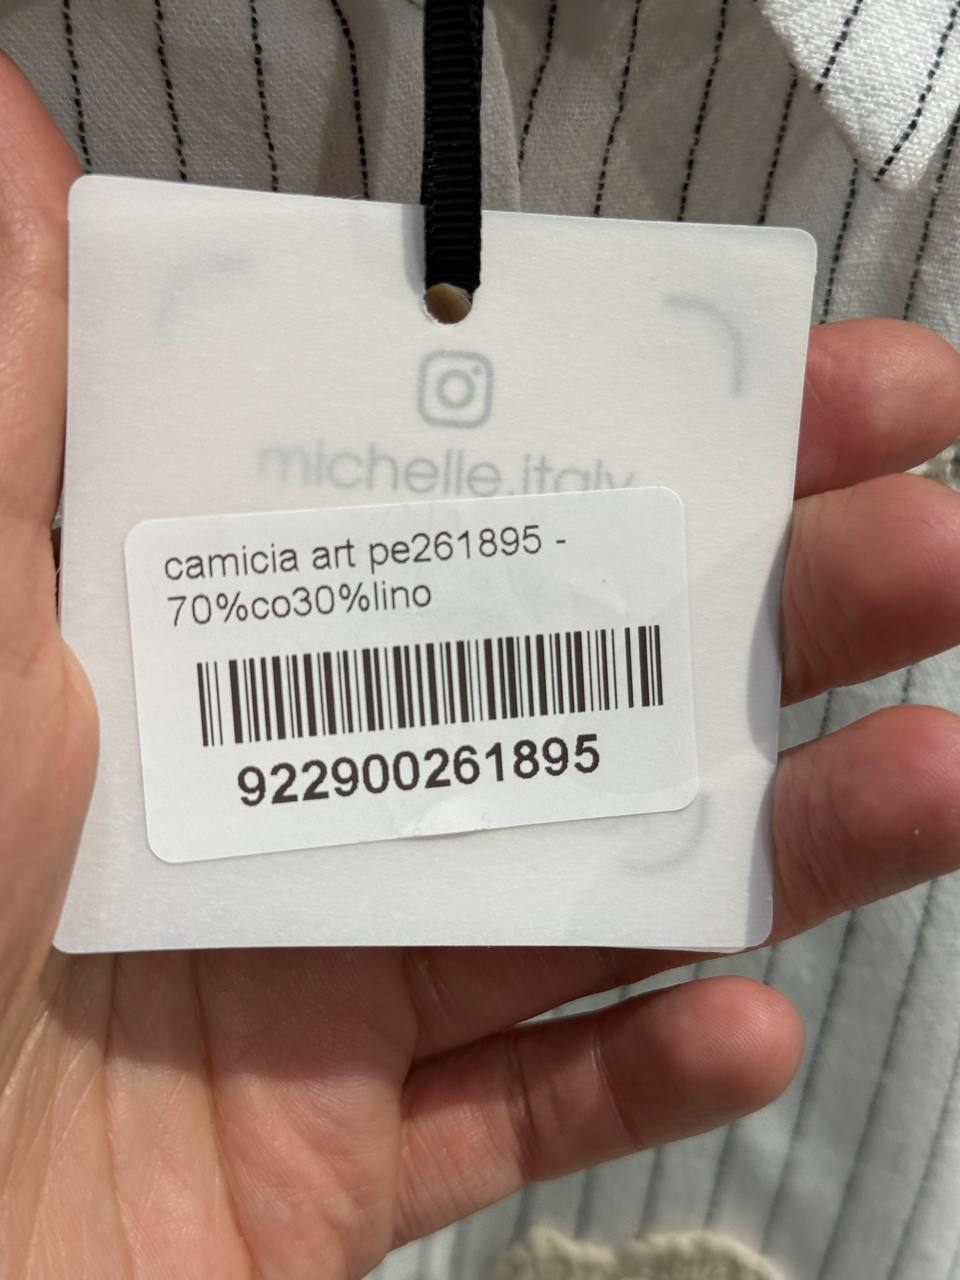 michelle.italy
camicia art pe261895 -
70%co30%lino
922900261895